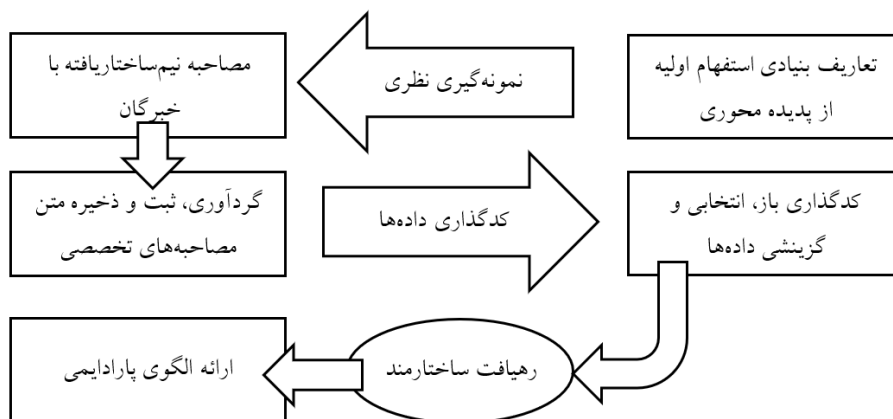 تعاریف بنیادی استفهام اولیه
از پدیده محوری
نمونه‌گیری نظری
مصاحبه نیم‌ساختاریافته با
خبرگان
گردآوری، ثبت و ذخیره متن
مصاحبه‌های تخصصی
کدگذاری داده‌ها
کدگذاری باز، انتخابی و
گزینشی داده‌ها
رهیافت ساختارمند
ارائه الگوی پارادایمی